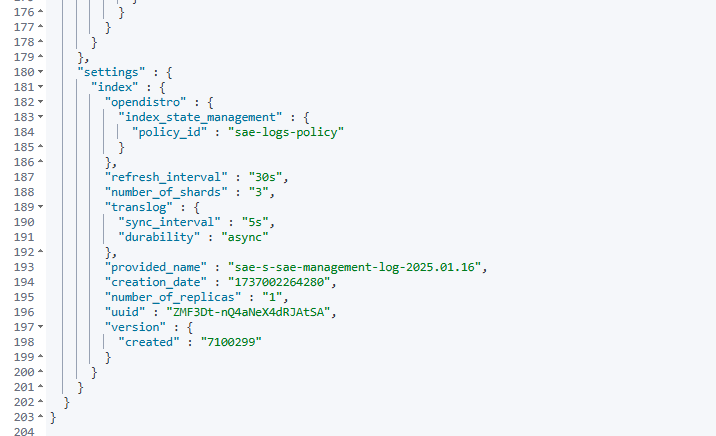 176 }
177 }
178 }
179 },
180 "settings" : {
181 "index" : {
182 "opendistro" : {
183 "index_state_management" : {
184 "policy_id" : "sae-logs-policy"
185 }
186 },
187 "refresh_interval" : "30s",
188 "number_of_shards" : "3",
189 "translog" : {
190 "sync_interval" : "5s",
191 "durability" : "async"
192 },
193 "provided_name" : "sae-s-sae-management-log-2025.01.16",
194 "creation_date" : "1737002264280",
195 "number_of_replicas" : "1",
196 "uuid" : "ZMF3Dt-nQ4aNeX4dRJAtSA",
197 "version" : {
198 "created" : "7100299"
199 }
200 }
201 }
202 }
203 }
204